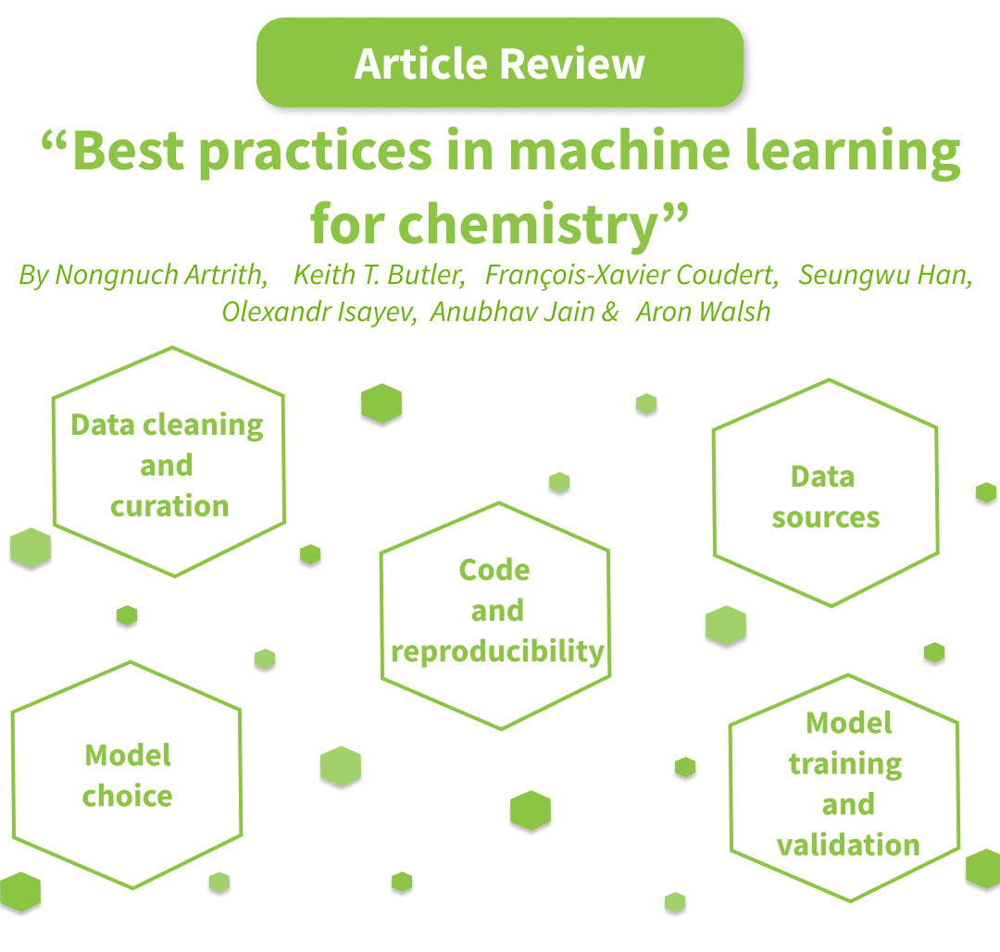 Article Review
“Best practices in machine learning
for chemistry”
By Nongnuch Artrith, Keith T. Butler, François-Xavier Coudert, Seungwu Han,
Olexandr Isayev, Anubhav Jain & Aron Walsh
Data cleaning
and
curation
Data
sources
Code
and
reproducibility
Model
choice
Model
training
and
validation